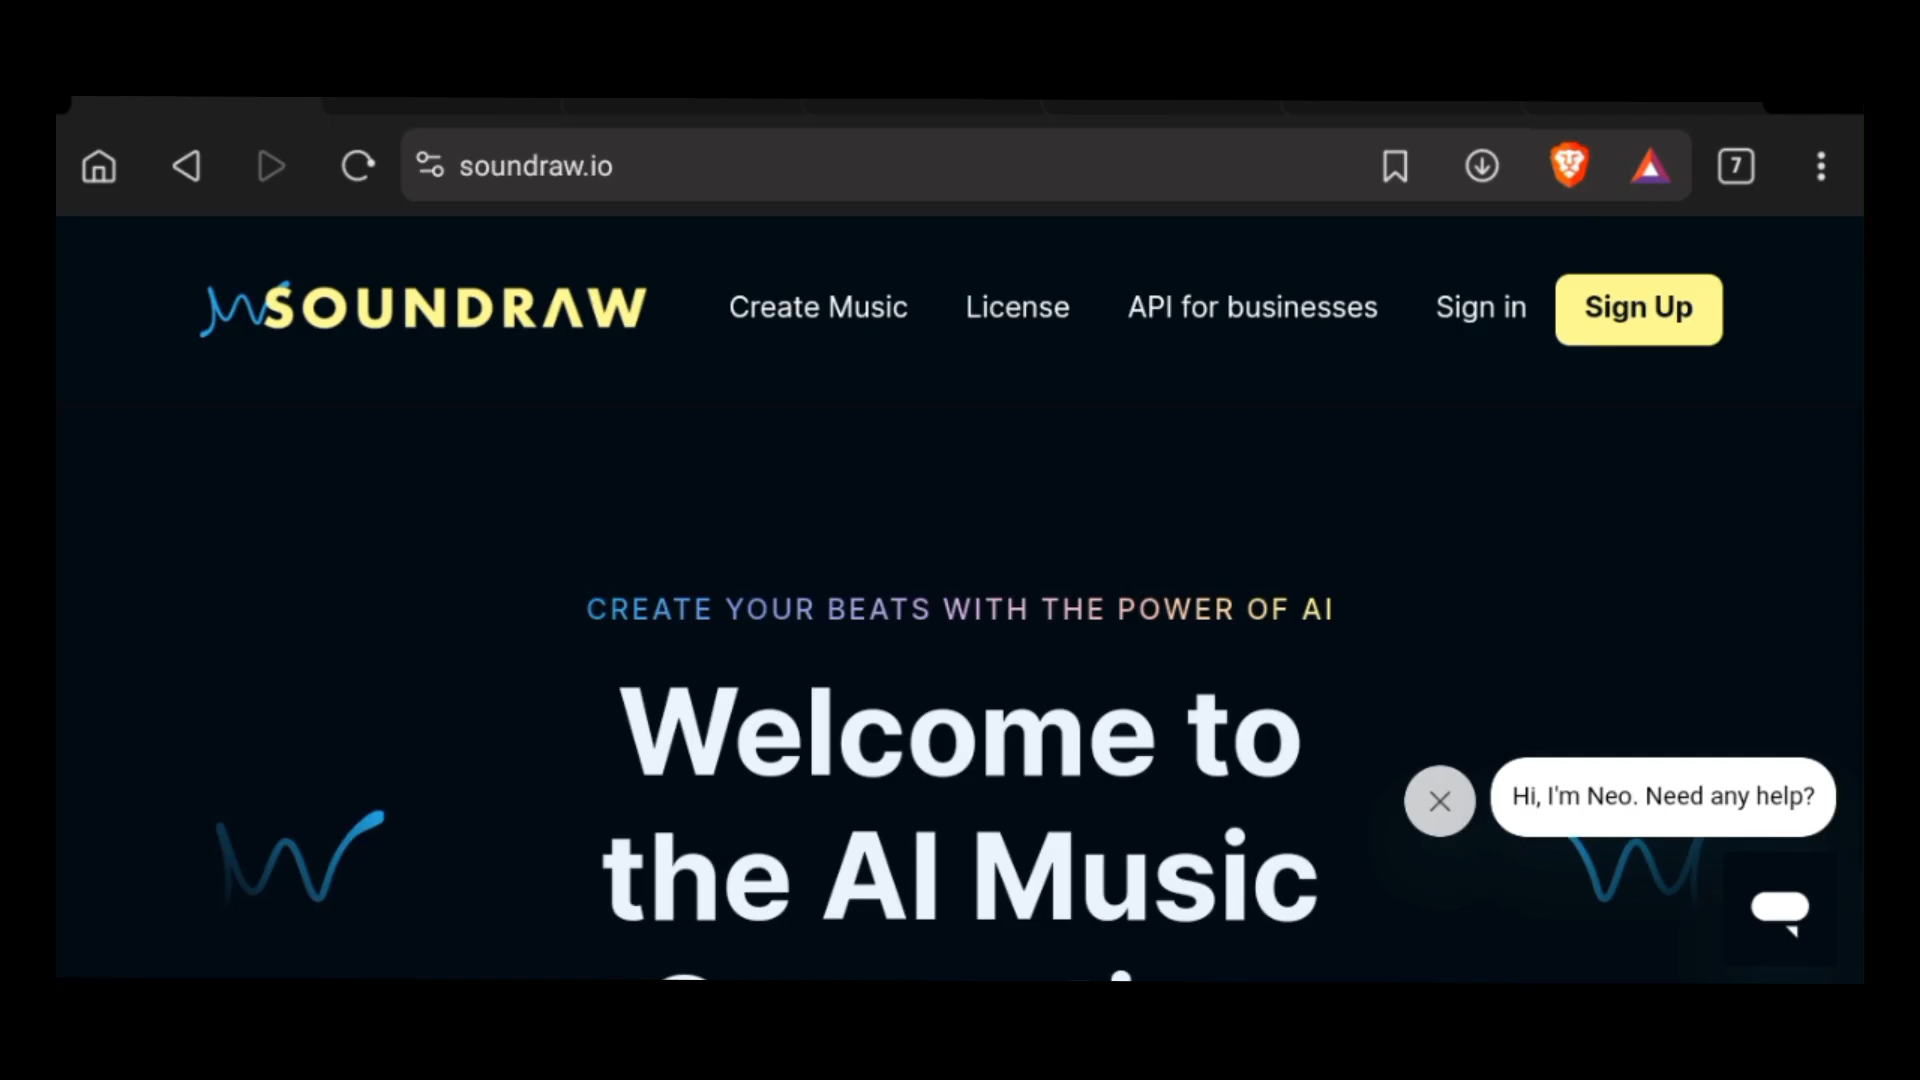 soundraw.io
7
SOUNDRAW
Create Music
License
API for businesses
Sign in
Sign Up
CREATE YOUR BEATS WITH THE POWER OF AI
Welcome to
the AI Music
Hi, I'm Neo. Need any help?